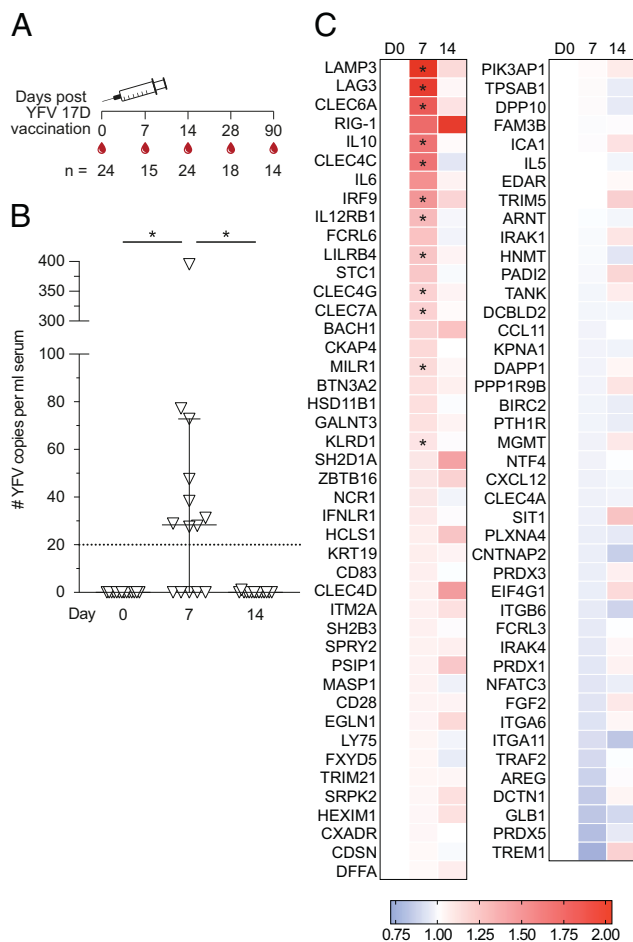 A
Days post
YFV 17D
vaccination
0 7 14 28 90
n = 24 15 24 18 14
B
* *
# YFV copies per ml serum
400
350
300
100
80
60
40
20
0
Day 0 7 14
C
D0 7 14
LAMP3 *
LAG3 *
CLEC6A *
RIG-1
IL10 *
CLEC4C *
IL6
IRF9 *
IL12RB1 *
FCRL6
LILRB4 *
STC1
CLEC4G *
CLEC7A *
BACH1
CKAP4
MILR1 *
BTN3A2
HSD11B1
GALNT3
KLRD1 *
SH2D1A
ZBTB16
NCR1
IFNLR1
HCLS1
KRT19
CD83
CLEC4D
ITM2A
SH2B3
SPRY2
PSIP1
MASP1
CD28
EGLN1
LY75
FXYD5
TRIM21
SRPK2
HEXIM1
CXADR
CDSN
DFFA
D0 7 14
PIK3AP1
TPSAB1
DPP10
FAM3B
ICA1
IL5
EDAR
TRIM5
ARNT
IRAK1
HNMT
PADI2
TANK
DCBLD2
CCL11
KPNA1
DAPP1
PPP1R9B
BIRC2
PTH1R
MGMT
NTF4
CXCL12
CLEC4A
SIT1
PLXNA4
CNTNAP2
PRDX3
EIF4G1
ITGB6
FCRL3
IRAK4
PRDX1
NFATC3
FGF2
ITGA6
ITGA11
TRAF2
AREG
DCTN1
GLB1
PRDX5
TREM1
0.75 1.00 1.25 1.50 1.75 2.00